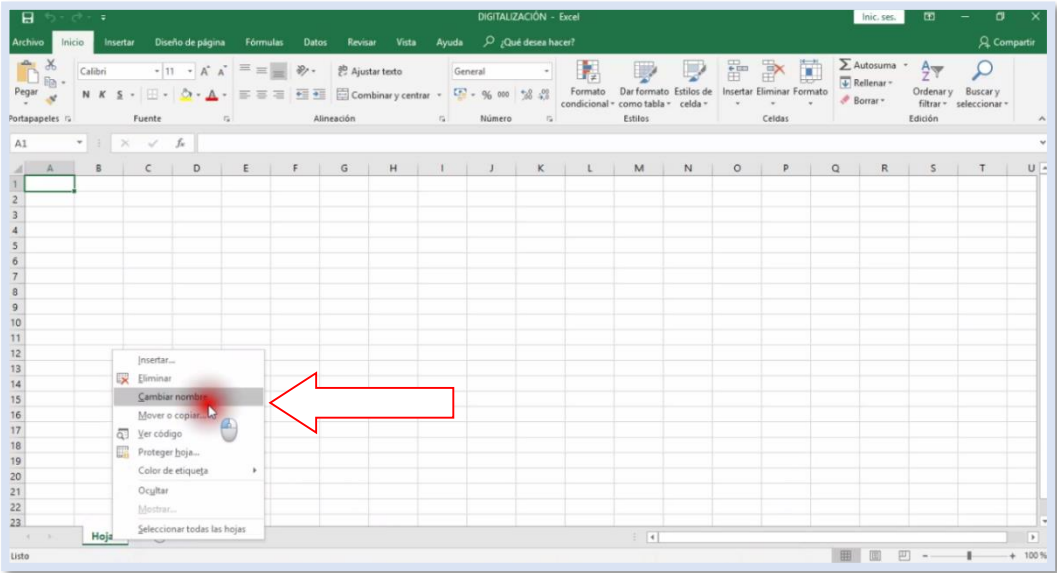 DIGITALIZACIÓN - Excel
Inic. ses.
Archivo Inicio Insertar Diseño de página Fórmulas Datos Revisar Vista Ayuda ¿Qué desea hacer? Compartir
Pegar
Calibri 11
N K S
Ajustar texto
Combinar y centrar
General
% 000
Formato condicional
Dar formato como tabla
Estilos de celda
Insertar Eliminar Formato
Autosuma
Rellenar
Borrar
Ordenar y filtrar
Buscar y seleccionar
Portapapeles Fuente Alineación Número Estilos Celdas Edición
A1 fx
A B C D E F G H I J K L M N O P Q R S T U
1
2
3
4
5
6
7
8
9
10
11
12
13
14
15
16
17
18
19
20
21
22
23
Insertar...
Eliminar
Cambiar nombre
Mover o copiar...
Ver código
Proteger hoja...
Color de etiqueta
Ocultar
Mostrar...
Seleccionar todas las hojas
Hoja
Listo
100 %